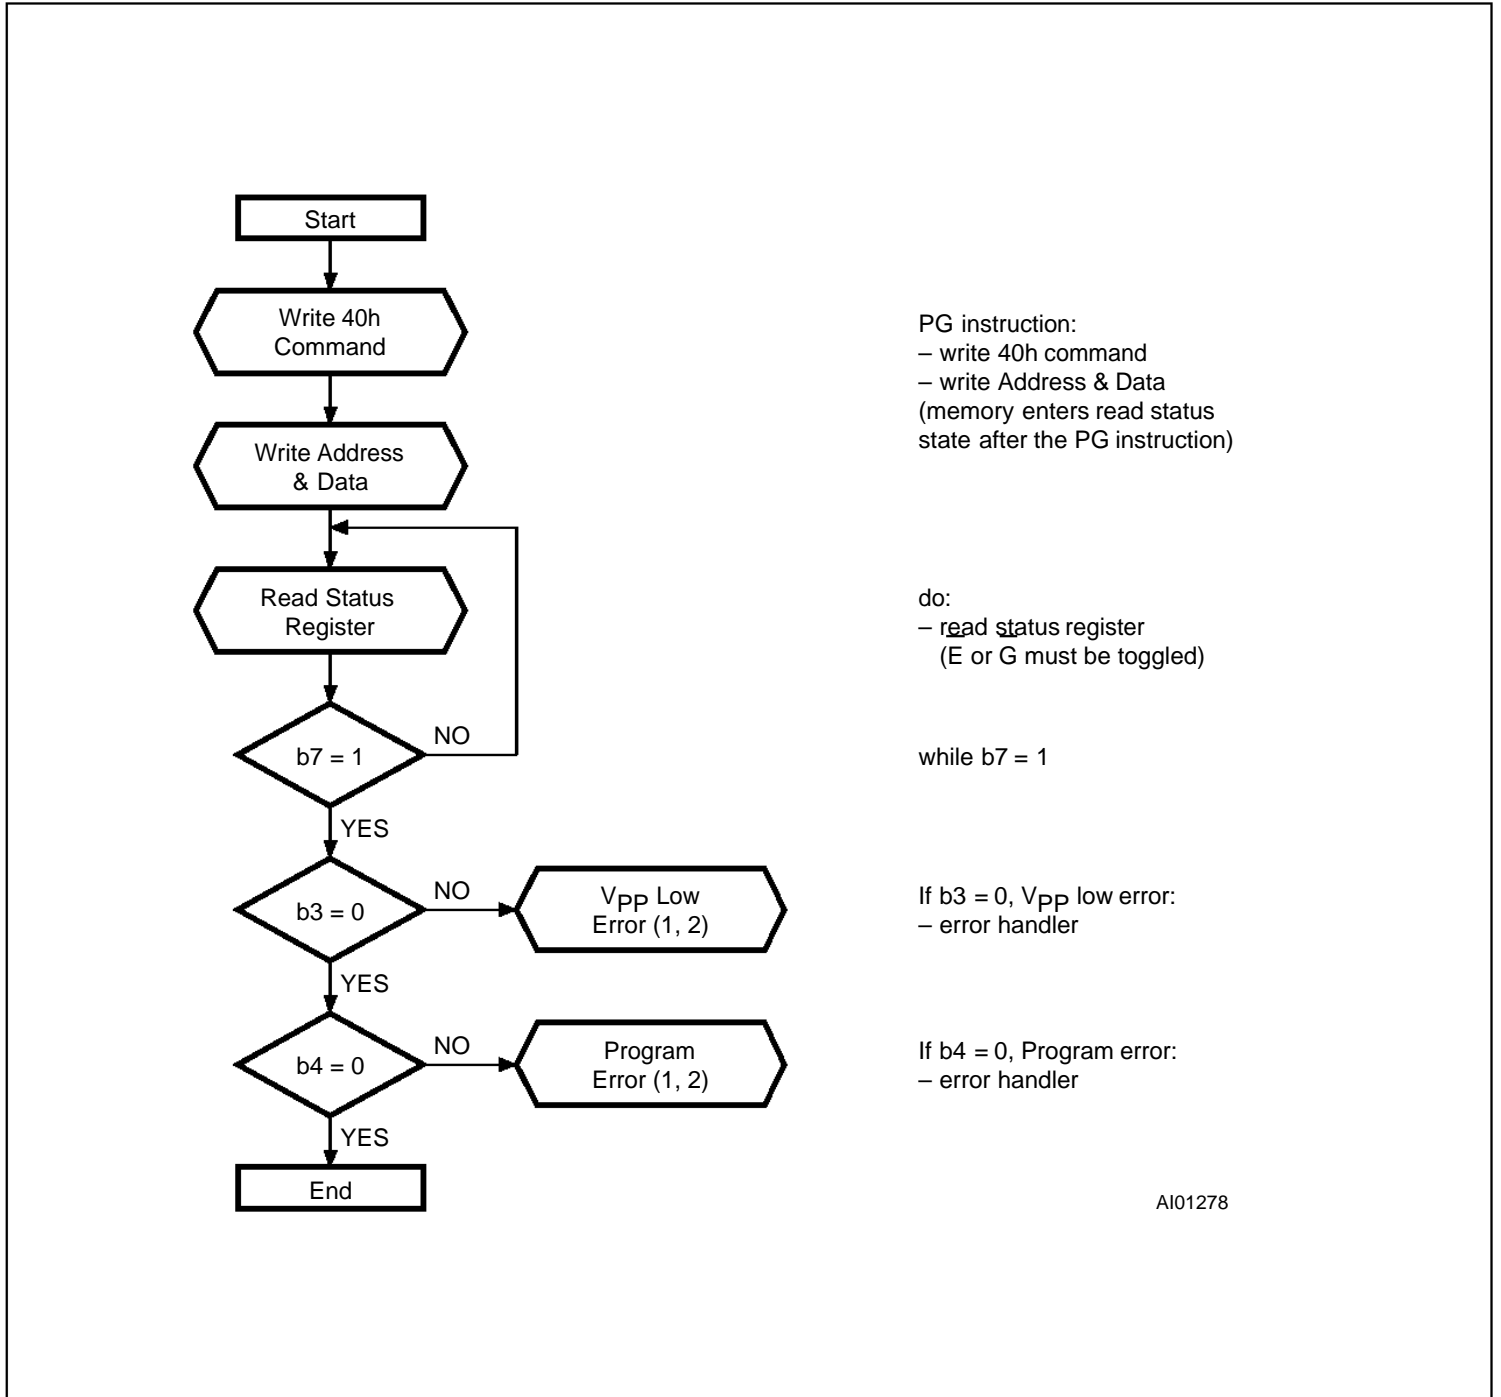 Start
Write 40h
Command
PG instruction:
– write 40h command
– write Address & Data
(memory enters read status
state after the PG instruction)
Write Address
& Data
Read Status
Register
do:
– read status register
(E or G must be toggled)
NO
b7 = 1
while b7 = 1
YES
NO
b3 = 0
VPP Low
Error (1, 2)
If b3 = 0, VPP low error:
– error handler
YES
NO
b4 = 0
Program
Error (1, 2)
If b4 = 0, Program error:
– error handler
YES
End
AI01278